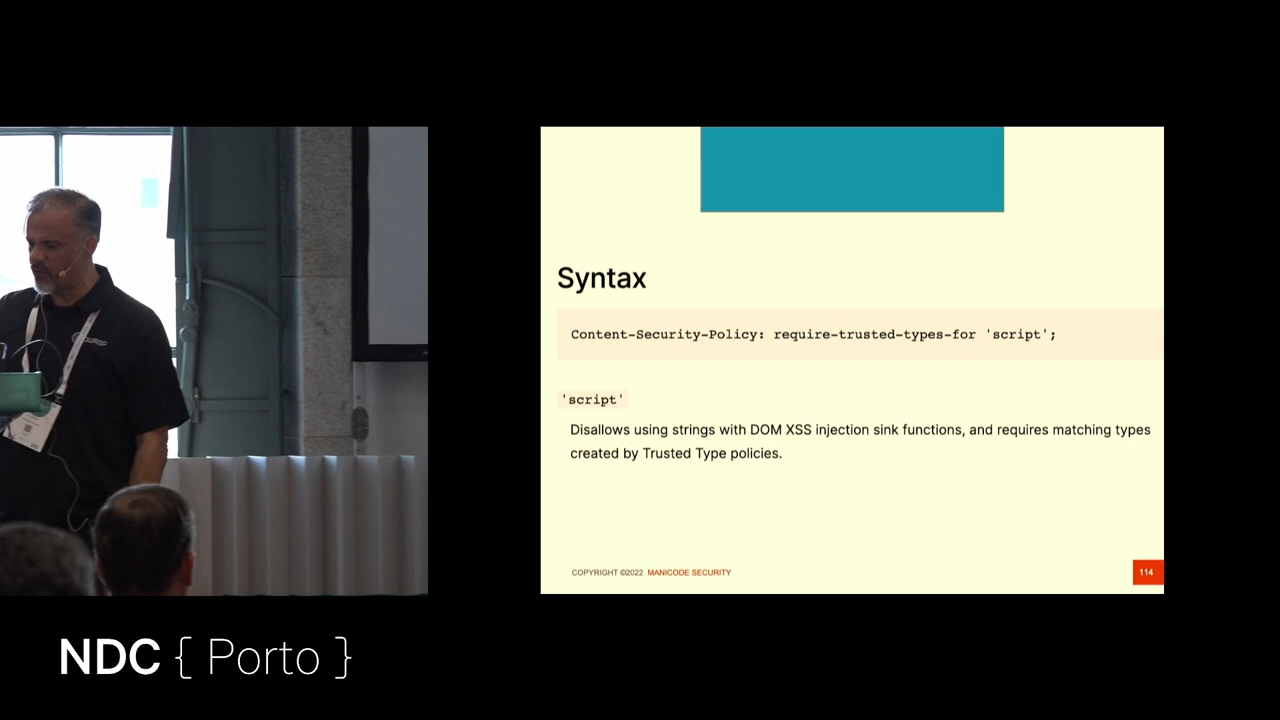 Syntax
Content-Security-Policy: require-trusted-types-for 'script';
'script'
Disallows using strings with DOM XSS injection sink functions, and requires matching types
created by Trusted Type policies.
COPYRIGHT ©2022 MANICODE SECURITY
114
NDC { Porto }